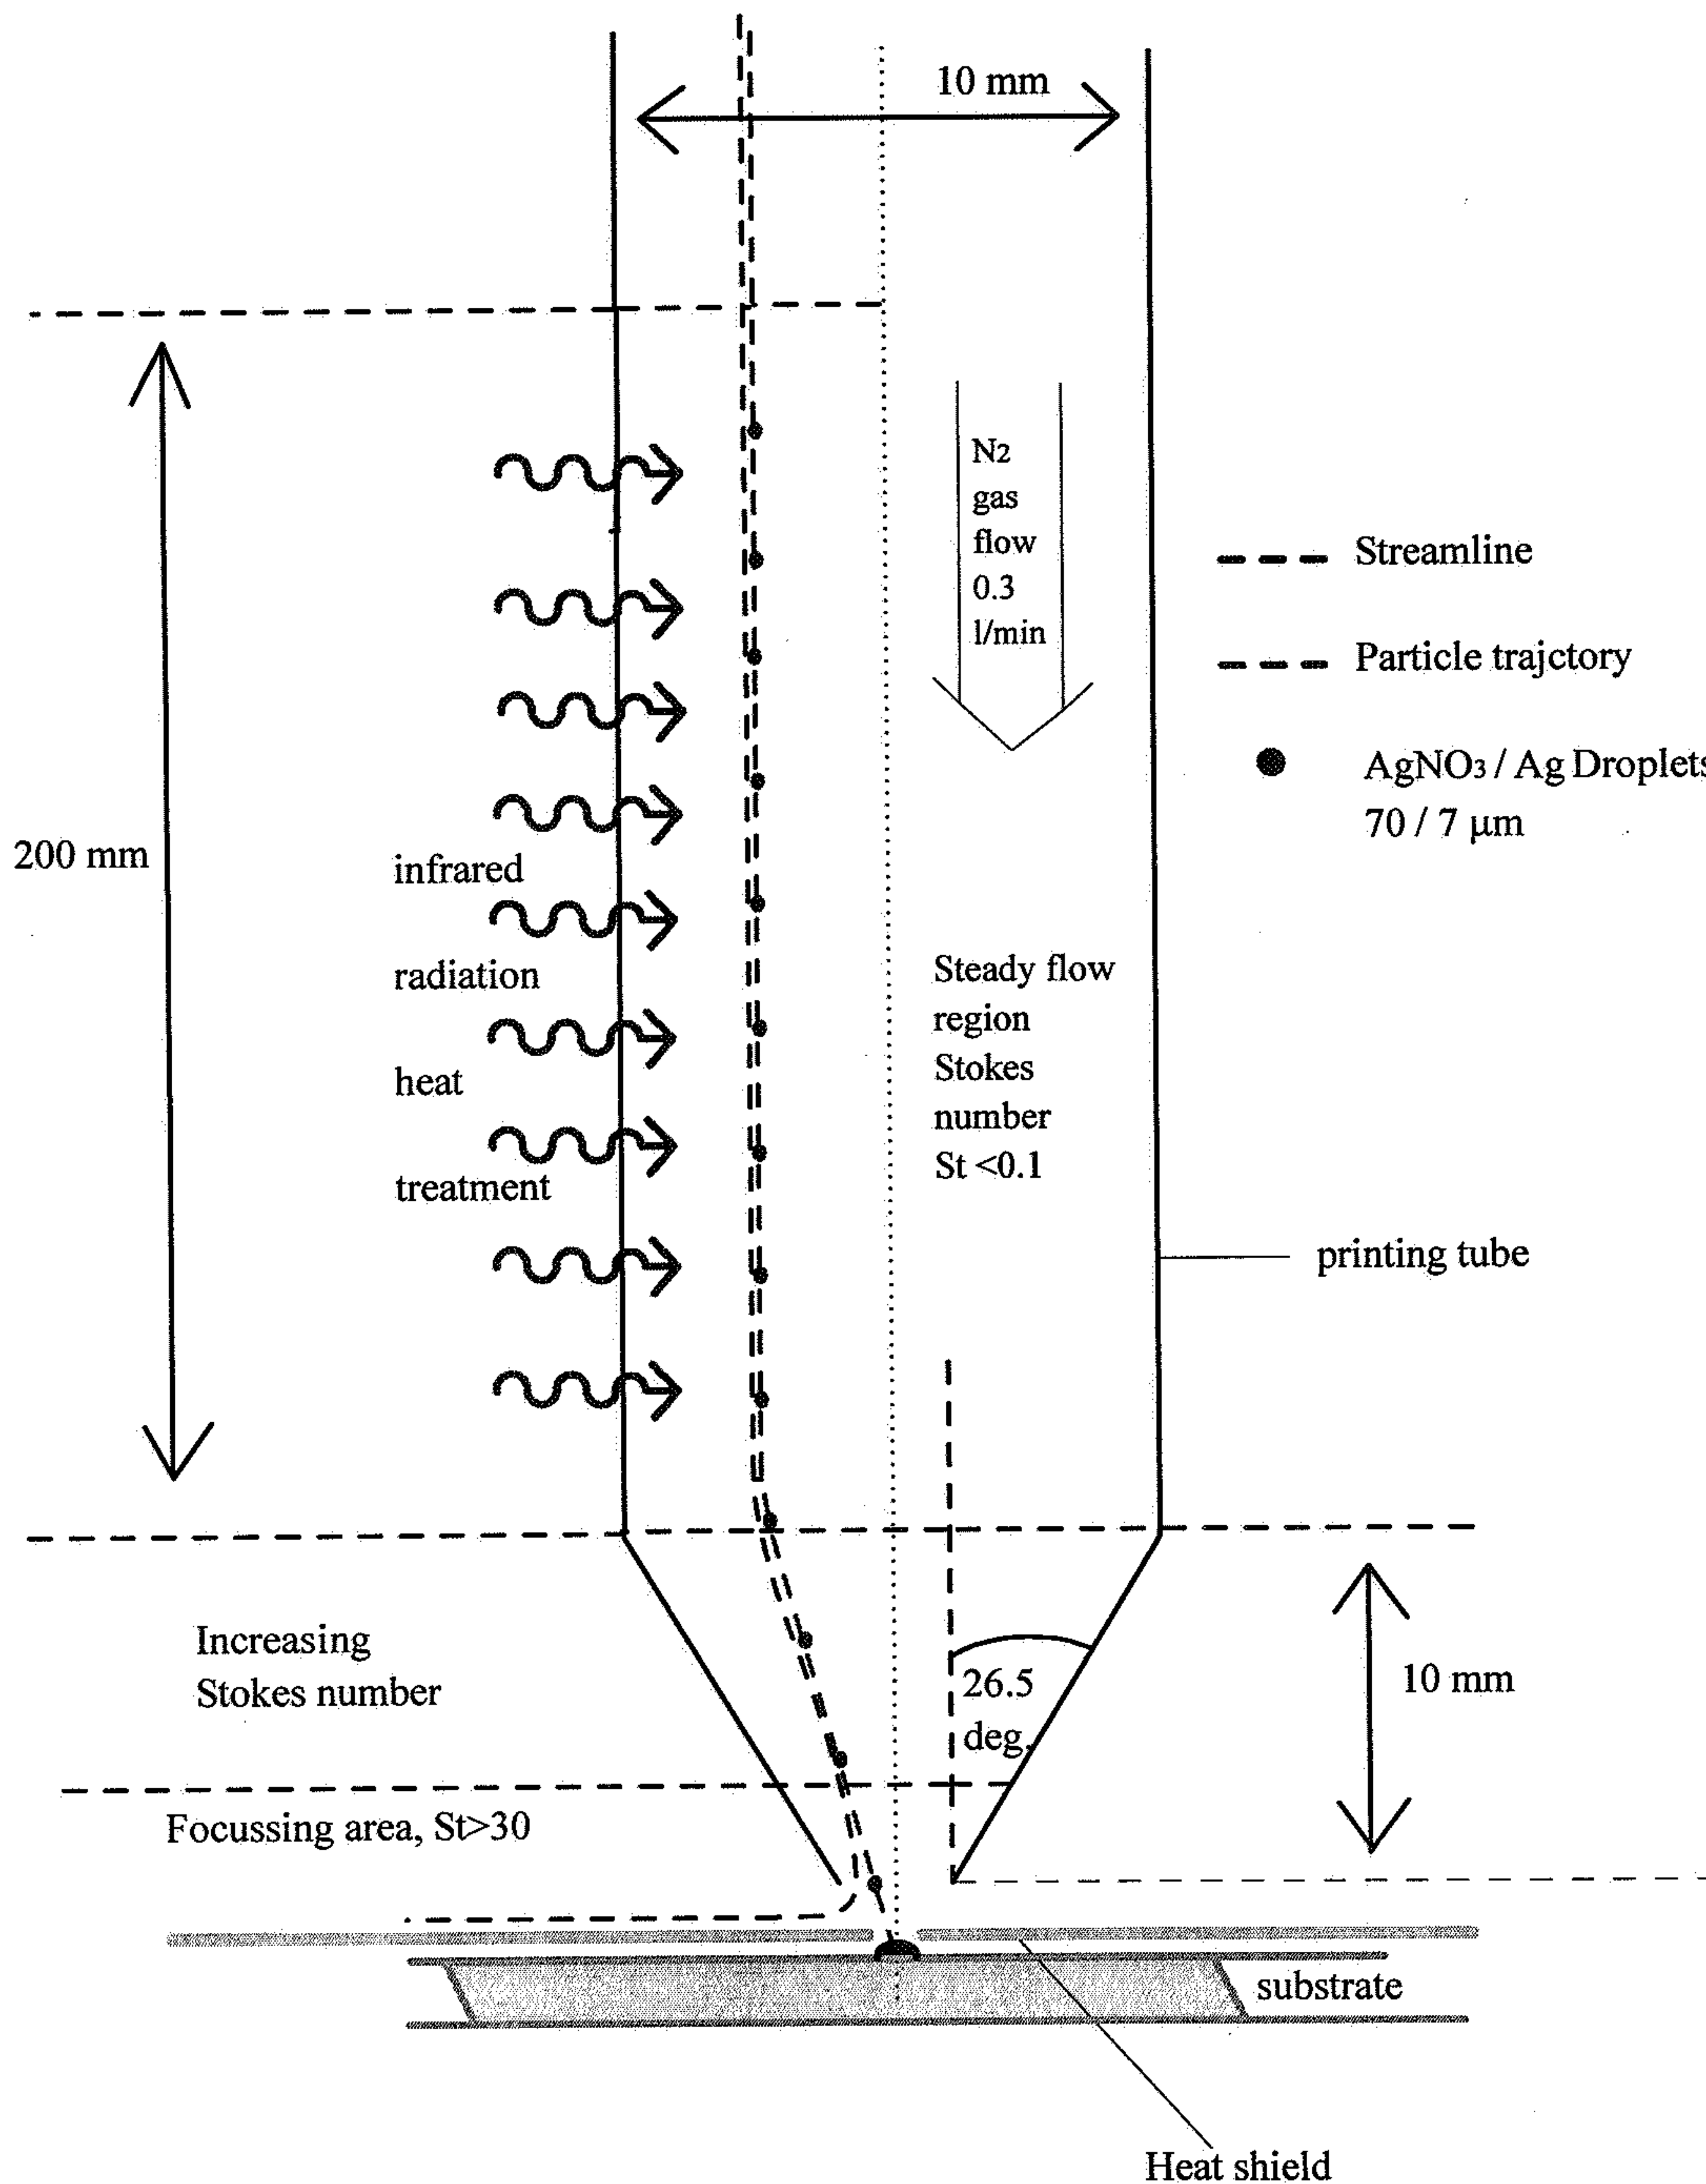 10 mm
N2
gas
flow
0.3
l/min
Streamline
Particle trajctory
AgNO3 / Ag Droplets
70 / 7 µm
200 mm
infrared
radiation
heat
treatment
Steady flow
region
Stokes
number
St <0.1
printing tube
Increasing
Stokes number
26.5
deg.
10 mm
Focussing area, St>30
substrate
Heat shield